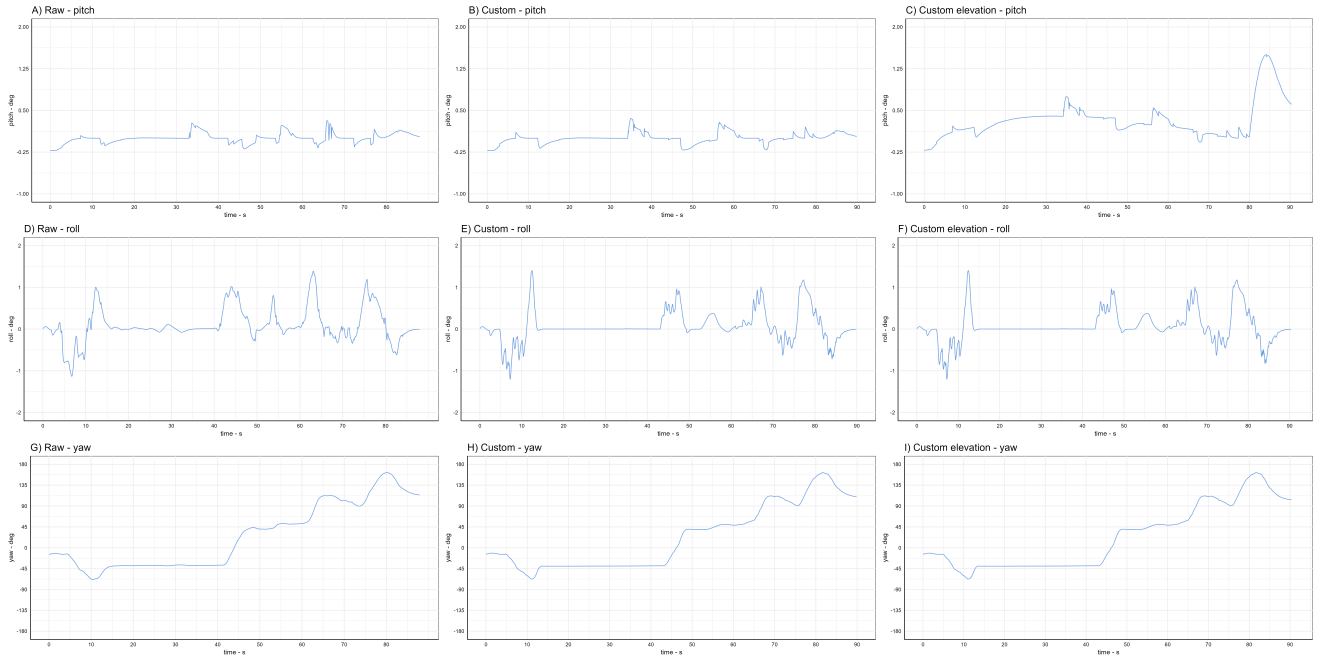 A) Raw - pitch
2.00
1.25
0.50
-0.25
-1.00
pitch - deg
0 10 20 30 40 50 60 70 80
time - s
B) Custom - pitch
2.00
1.25
0.50
-0.25
-1.00
pitch - deg
0 10 20 30 40 50 60 70 80 90
time - s
C) Custom elevation - pitch
2.00
1.25
0.50
-0.25
-1.00
pitch - deg
0 10 20 30 40 50 60 70 80 90
time - s
D) Raw - roll
2
1
0
-1
-2
roll - deg
0 10 20 30 40 50 60 70 80
time - s
E) Custom - roll
2
1
0
-1
-2
roll - deg
0 10 20 30 40 50 60 70 80 90
time - s
F) Custom elevation - roll
2
1
0
-1
-2
roll - deg
0 10 20 30 40 50 60 70 80 90
time - s
G) Raw - yaw
180
135
90
45
0
-45
-90
-135
-180
yaw - deg
0 10 20 30 40 50 60 70 80
time - s
H) Custom - yaw
180
135
90
45
0
-45
-90
-135
-180
yaw - deg
0 10 20 30 40 50 60 70 80 90
time - s
I) Custom elevation - yaw
180
135
90
45
0
-45
-90
-135
-180
yaw - deg
0 10 20 30 40 50 60 70 80 90
time - s